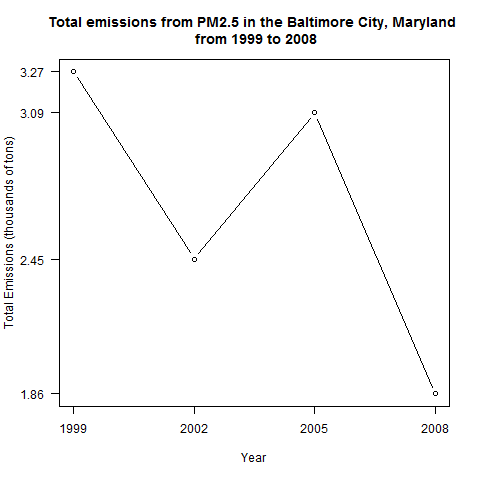 Total emissions from PM2.5 in the Baltimore City, Maryland
from 1999 to 2008
Total Emissions (thousands of tons)
3.27
3.09
2.45
1.86
1999 2002 2005 2008
Year